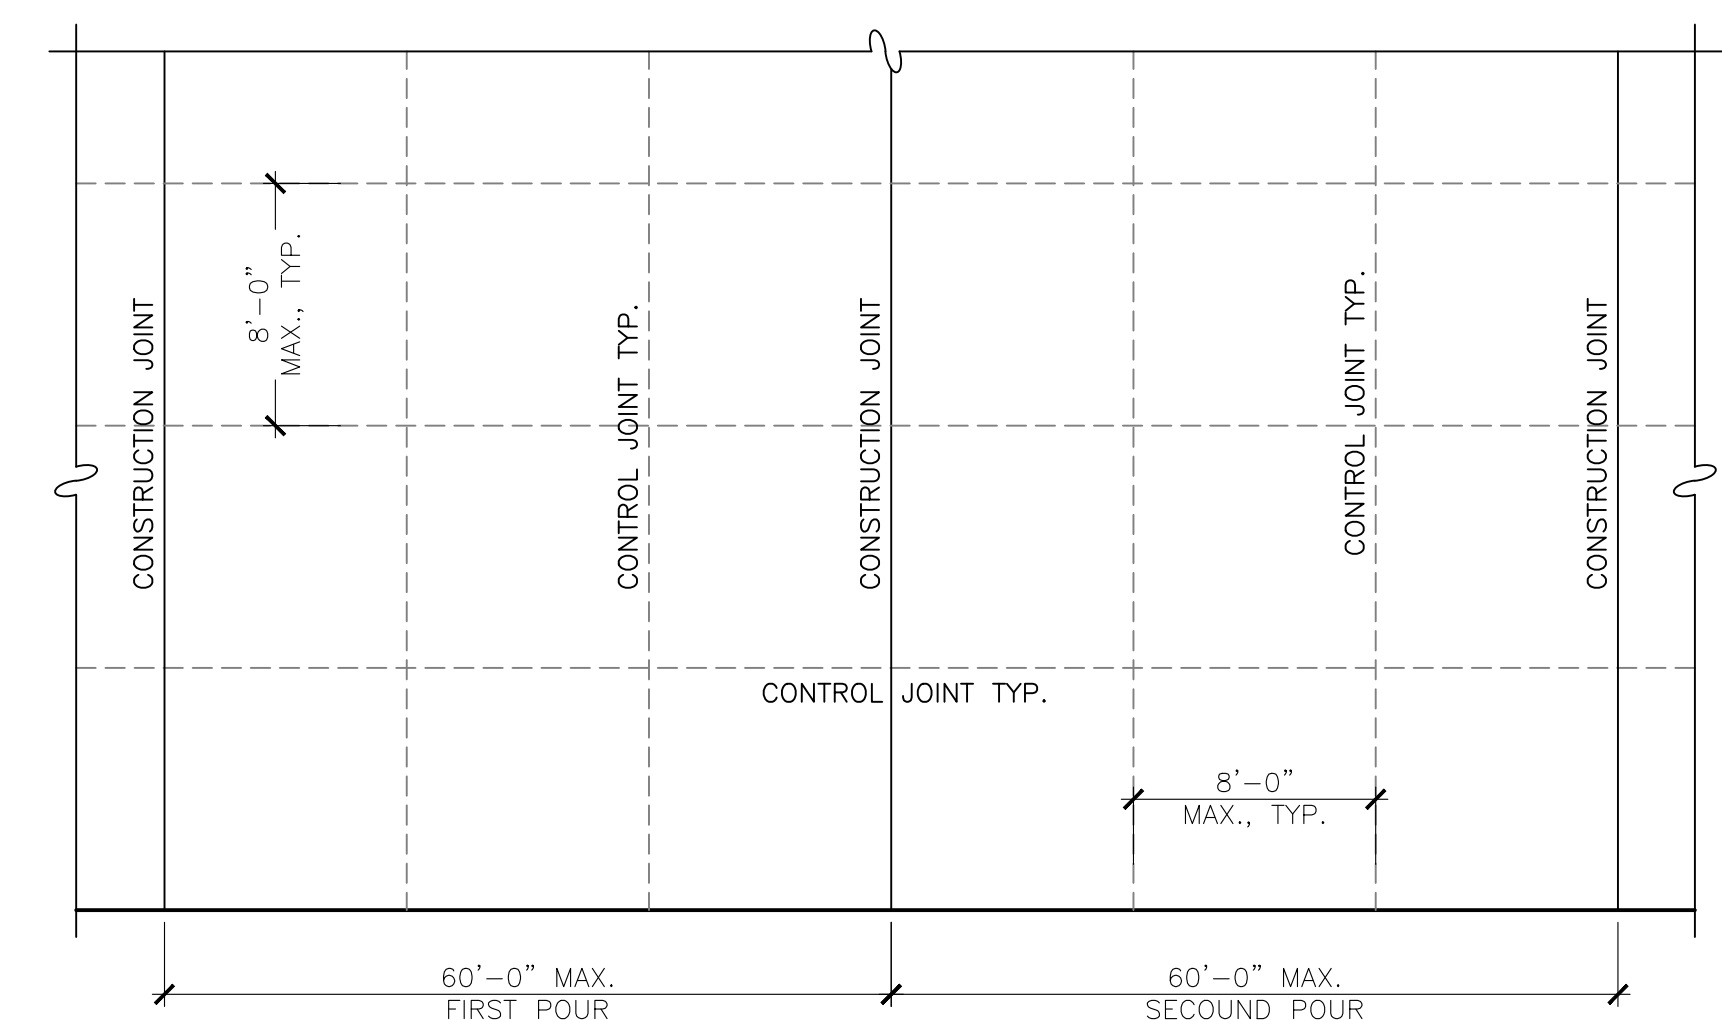 8'-0"
MAX., TYP.
CONSTRUCTION JOINT
CONTROL JOINT TYP.
CONSTRUCTION JOINT
CONTROL JOINT TYP.
CONSTRUCTION JOINT
CONTROL JOINT TYP.
8'-0"
MAX., TYP.
60'-0" MAX.
FIRST POUR
60'-0" MAX.
SECOUND POUR